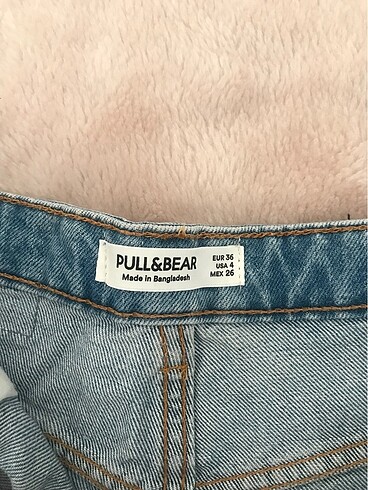 PULL&BEAR
Made in Bangladesh
EUR 36
USA 4
MEX 26